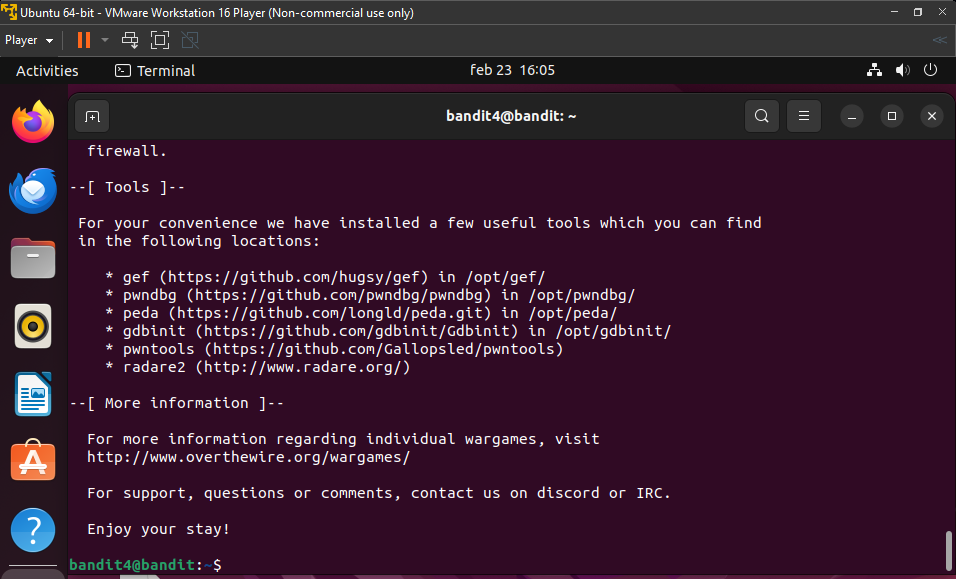 Ubuntu 64-bit - VMware Workstation 16 Player (Non-commercial use only)
Player
Activities
Terminal
feb 23 16:05
bandit4@bandit: ~
firewall.
--[ Tools ]--
For your convenience we have installed a few useful tools which you can find
in the following locations:
* gef (https://github.com/hugsy/gef) in /opt/gef/
* pwndbg (https://github.com/pwndbg/pwndbg) in /opt/pwndbg/
* peda (https://github.com/longld/peda.git) in /opt/peda/
* gdbinit (https://github.com/gdbinit/Gdbinit) in /opt/gdbinit/
* pwntools (https://github.com/Gallopsled/pwntools)
* radare2 (http://www.radare.org/)
--[ More information ]--
For more information regarding individual wargames, visit
http://www.overthewire.org/wargames/
For support, questions or comments, contact us on discord or IRC.
Enjoy your stay!
bandit4@bandit:~$